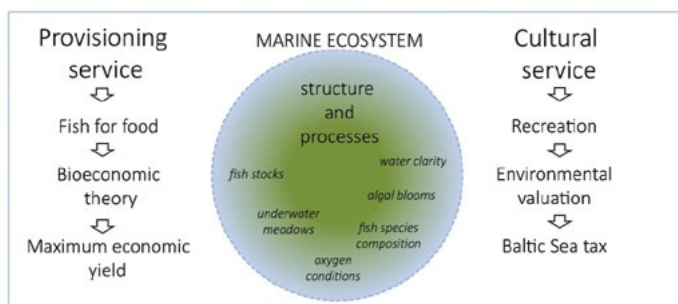 Provisioning
service
Fish for food
Bioeconomic
theory
Maximum economic
yield
MARINE ECOSYSTEM
structure
and
processes
water clarity
fish stocks
algal blooms
underwater
meadows
fish species
composition
oxygen
conditions
Cultural
service
Recreation
Environmental
valuation
Baltic Sea tax